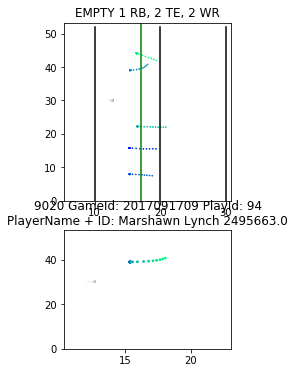 EMPTY 1 RB, 2 TE, 2 WR
50
40
30
20
10
0
10 20 30
9020 GameId: 2017091709 PlayId: 94
PlayerName + ID: Marshawn Lynch 2495663.0
40
20
0
15 20